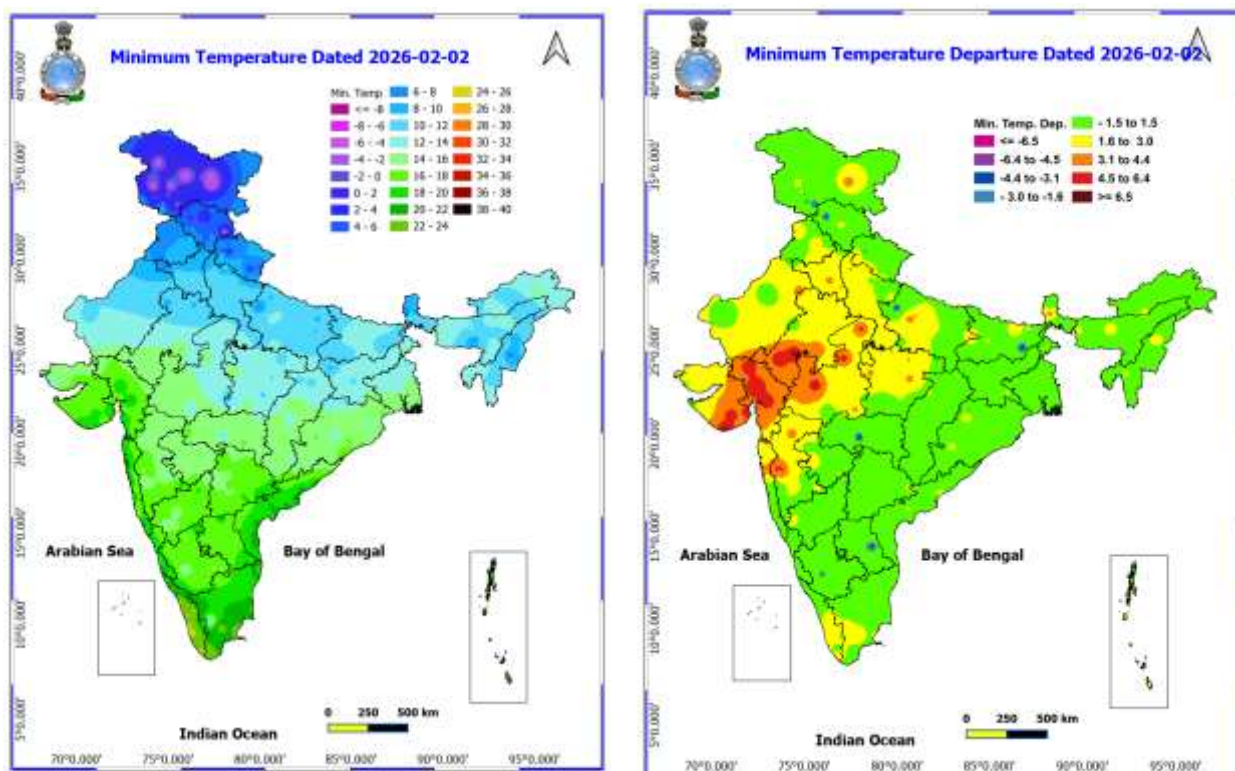 Minimum Temperature Dated 2026-02-02
Min. Temp
<= -8
-8 - -6
-6 - -4
-4 - -2
-2 - 0
0 - 2
2 - 4
4 - 6
6 - 8
8 - 10
10 - 12
12 - 14
14 - 16
16 - 18
18 - 20
20 - 22
22 - 24
24 - 26
26 - 28
28 - 30
30 - 32
32 - 34
34 - 36
36 - 38
38 - 40
40°0.000'
35°0.000'
30°0.000'
25°0.000'
20°0.000'
15°0.000'
10°0.000'
5°0.000'
Arabian Sea
Bay of Bengal
Indian Ocean
0 250 500 km
70°0.000' 75°0.000' 80°0.000' 85°0.000' 90°0.000' 95°0.000'
Minimum Temperature Departure Dated 2026-02-02
Min. Temp. Dep.
<= -6.5
-6.4 to -4.5
-4.4 to -3.1
- 3.0 to -1.6
- 1.5 to 1.5
1.6 to 3.0
3.1 to 4.4
4.5 to 6.4
>= 6.5
40°0.000'
35°0.000'
30°0.000'
25°0.000'
20°0.000'
15°0.000'
10°0.000'
5°0.000'
Arabian Sea
Bay of Bengal
Indian Ocean
0 250 500 km
70°0.000' 75°0.000' 80°0.000' 85°0.000' 90°0.000' 95°0.000'